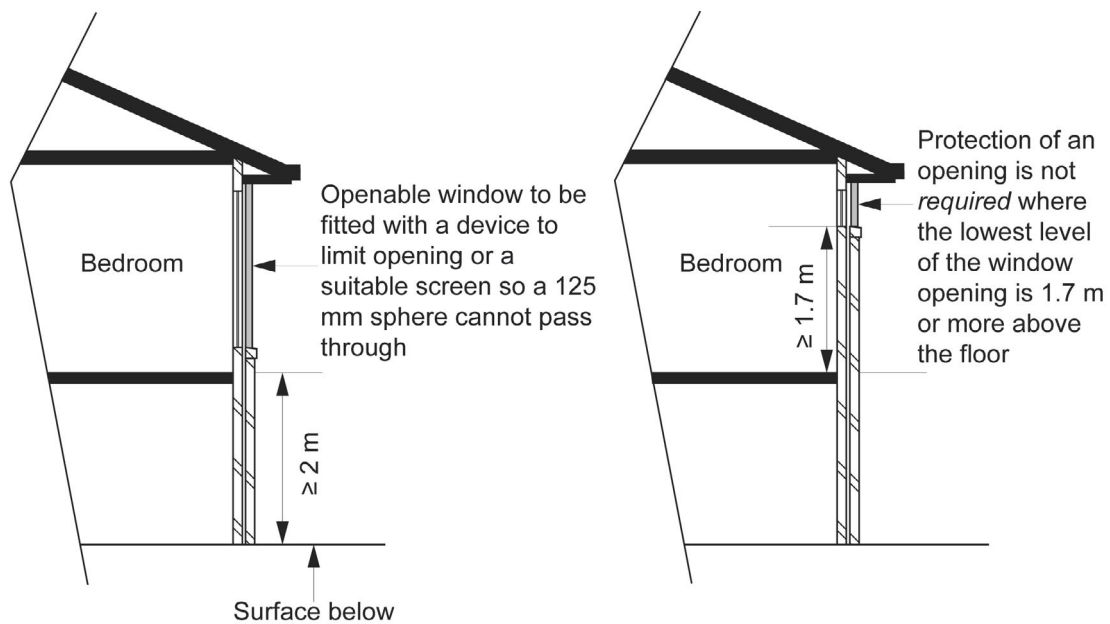 Bedroom
Openable window to be
fitted with a device to
limit opening or a
suitable screen so a 125
mm sphere cannot pass
through
≥ 2 m
Surface below
Bedroom
≥ 1.7 m
Protection of an
opening is not
required where
the lowest level
of the window
opening is 1.7 m
or more above
the floor